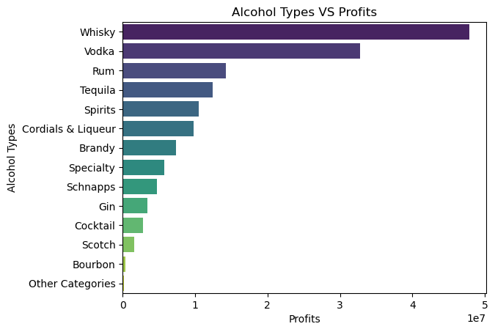 Alcohol Types VS Profits
Alcohol Types
Whisky
Vodka
Rum
Tequila
Spirits
Cordials & Liqueur
Brandy
Specialty
Schnapps
Gin
Cocktail
Scotch
Bourbon
Other Categories
0 1 2 3 4 5
1e7
Profits